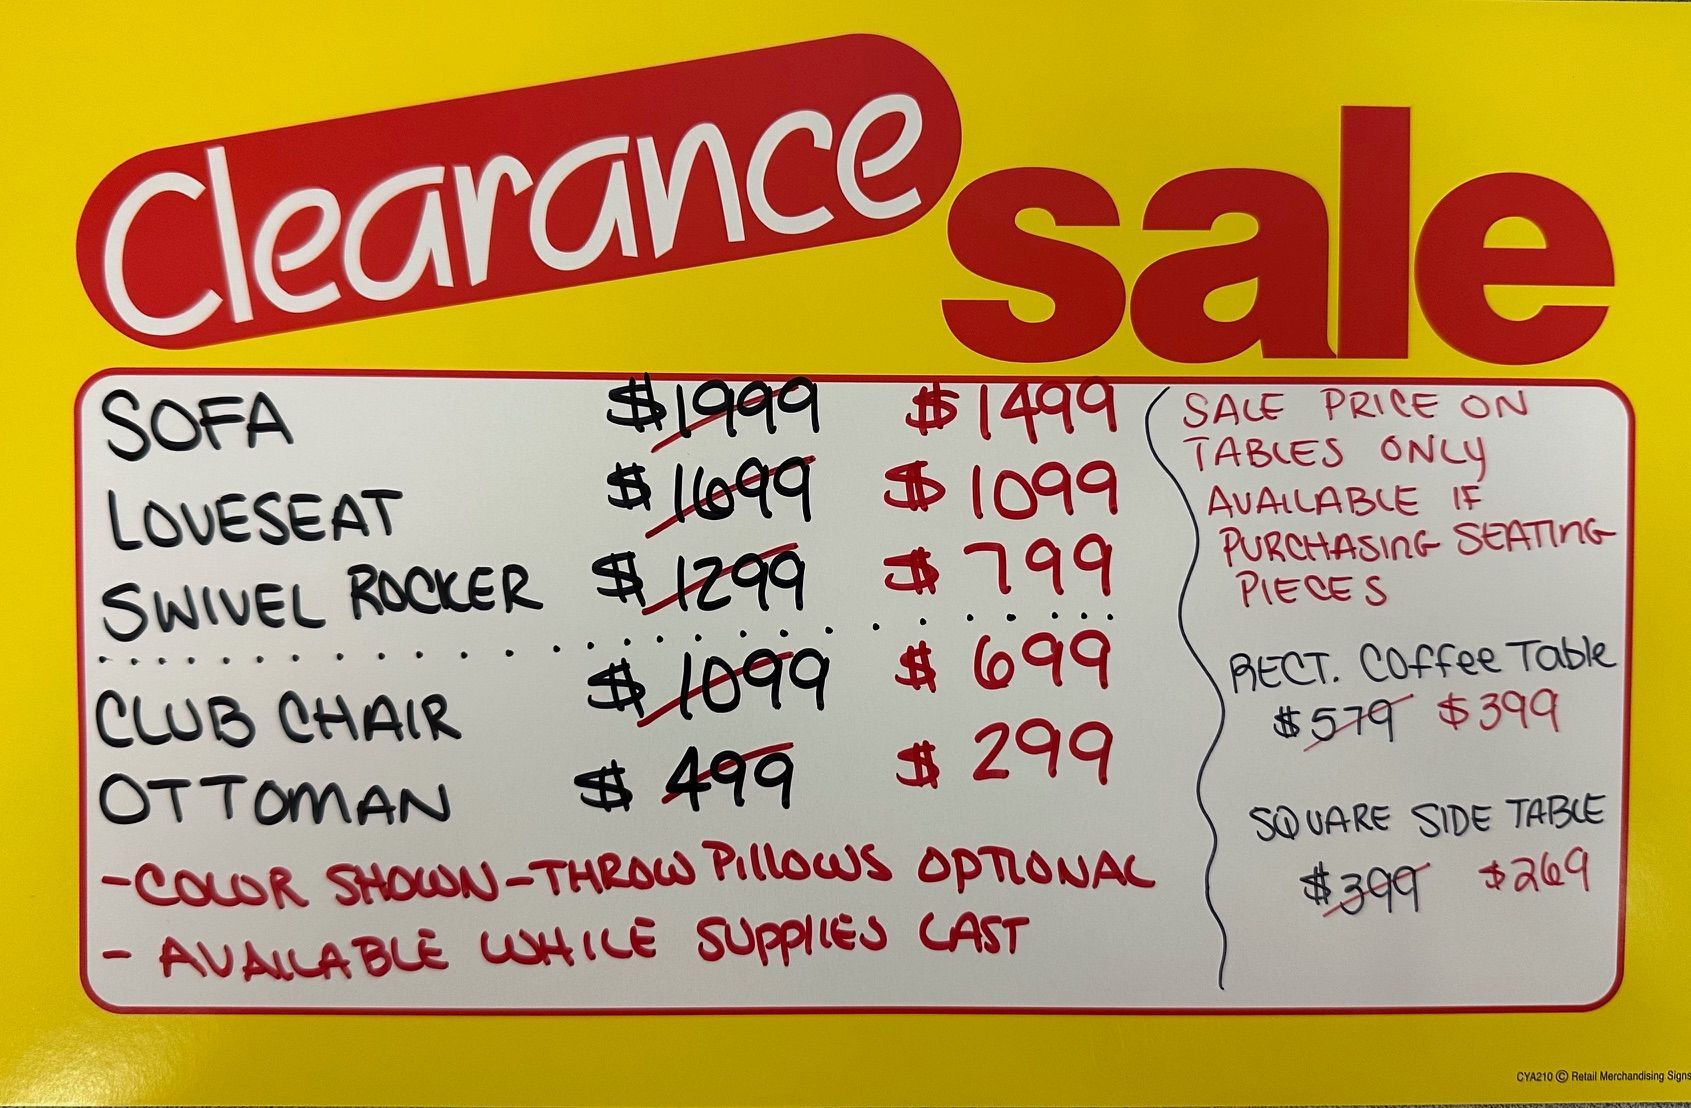 Clearance sale
SOFA $1999 $1499
LOVESEAT $1699 $1099
SWIVEL ROCKER $1299 $799
CLUB CHAIR $1099 $699
OTTOMAN $499 $299
-COLOR SHOWN-THROW PILLOWS OPTIONAL
- AVAILABLE WHILE SUPPLIES LAST
SALE PRICE ON
TABLES ONLY
AVAILABLE IF
PURCHASING SEATING
PIECES
RECT. COFFEE TABLE
$579 $399
SQUARE SIDE TABLE
$399 $269
CYA210 © Retail Merchandising Signs